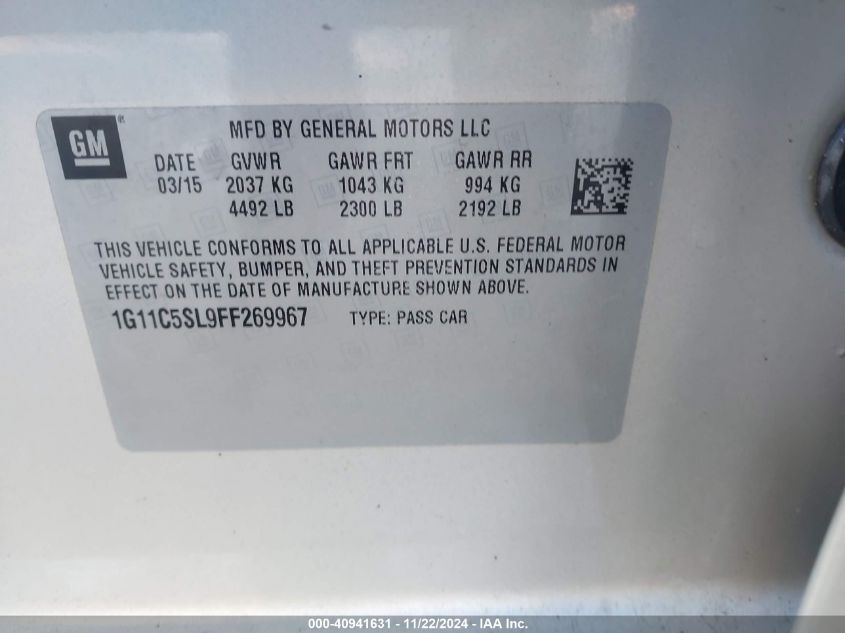 GM
MFD BY GENERAL MOTORS LLC
DATE GVWR GAWR FRT GAWR RR
03/15 2037 KG 1043 KG 994 KG
4492 LB 2300 LB 2192 LB
THIS VEHICLE CONFORMS TO ALL APPLICABLE U.S. FEDERAL MOTOR
VEHICLE SAFETY, BUMPER, AND THEFT PREVENTION STANDARDS IN
EFFECT ON THE DATE OF MANUFACTURE SHOWN ABOVE.
1G11C5SL9FF269967 TYPE: PASS CAR
000-40941631 - 11/22/2024 - IAA Inc.